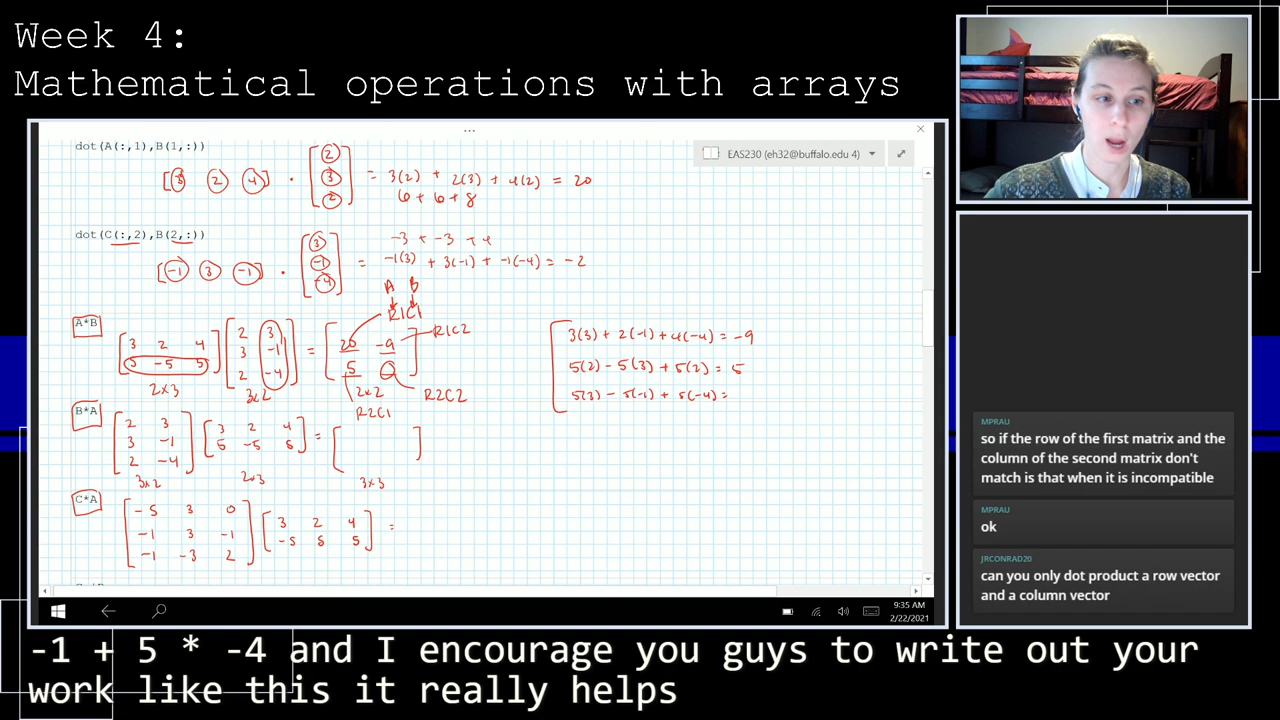 Week 4:
Mathematical operations with arrays
EAS230 (eh32@buffalo.edu 4)
dot(A(:,1),B(1,:))
[3 2 4] · [2 3 2] = 3(2) + 2(3) + 4(2) = 20
6 + 6 + 8
dot(C(:,2),B(2,:))
-3 + -3 + 4
[-1 3 -1] · [3 -1 -4] = -1(3) + 3(-1) + -1(-4) = -2
A B
R1C1
A*B
[3 2 4] [2 3] = [20 -9] R1C2
[5 -5 5] [3 -1] [5 0]
[2 -4]
2x3 3x2 2x2 R2C2
R2C1
3(3) + 2(-1) + 4(-4) = -9
5(2) - 5(3) + 5(2) = 5
5(3) - 5(-1) + 5(-4) =
B*A
[2 3] [3 2 4] = [ ]
[3 -1] [5 -5 5]
[2 -4]
3x2 2x3 3x3
C*A
[-5 3 0] [3 2 4] =
[-1 3 -1] [-5 5 5]
[-1 -3 2]
9:35 AM
2/22/2021
MPRAU
so if the row of the first matrix and the
column of the second matrix don't
match is that when it is incompatible
MPRAU
ok
JRCONRAD20
can you only dot product a row vector
and a column vector
-1 + 5 * -4 and I encourage you guys to write out your
work like this it really helps